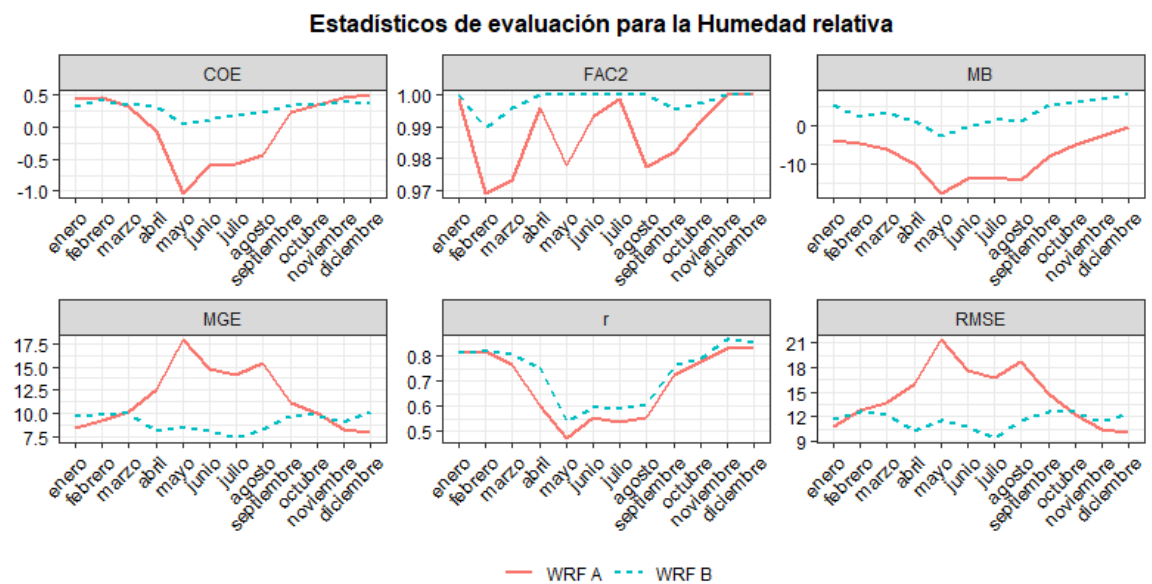 Estadísticos de evaluación para la Humedad relativa
COE
FAC2
MB
0.5
0.0
-0.5
-1.0
1.00
0.99
0.98
0.97
0
-10
enero
febrero
marzo
abril
mayo
junio
julio
agosto
septiembre
octubre
noviembre
diciembre
enero
febrero
marzo
abril
mayo
junio
julio
agosto
septiembre
octubre
noviembre
diciembre
enero
febrero
marzo
abril
mayo
junio
julio
agosto
septiembre
octubre
noviembre
diciembre
MGE
r
RMSE
17.5
15.0
12.5
10.0
7.5
0.8
0.7
0.6
0.5
21
18
15
12
9
enero
febrero
marzo
abril
mayo
junio
julio
agosto
septiembre
octubre
noviembre
diciembre
enero
febrero
marzo
abril
mayo
junio
julio
agosto
septiembre
octubre
noviembre
diciembre
enero
febrero
marzo
abril
mayo
junio
julio
agosto
septiembre
octubre
noviembre
diciembre
WRF A WRF B